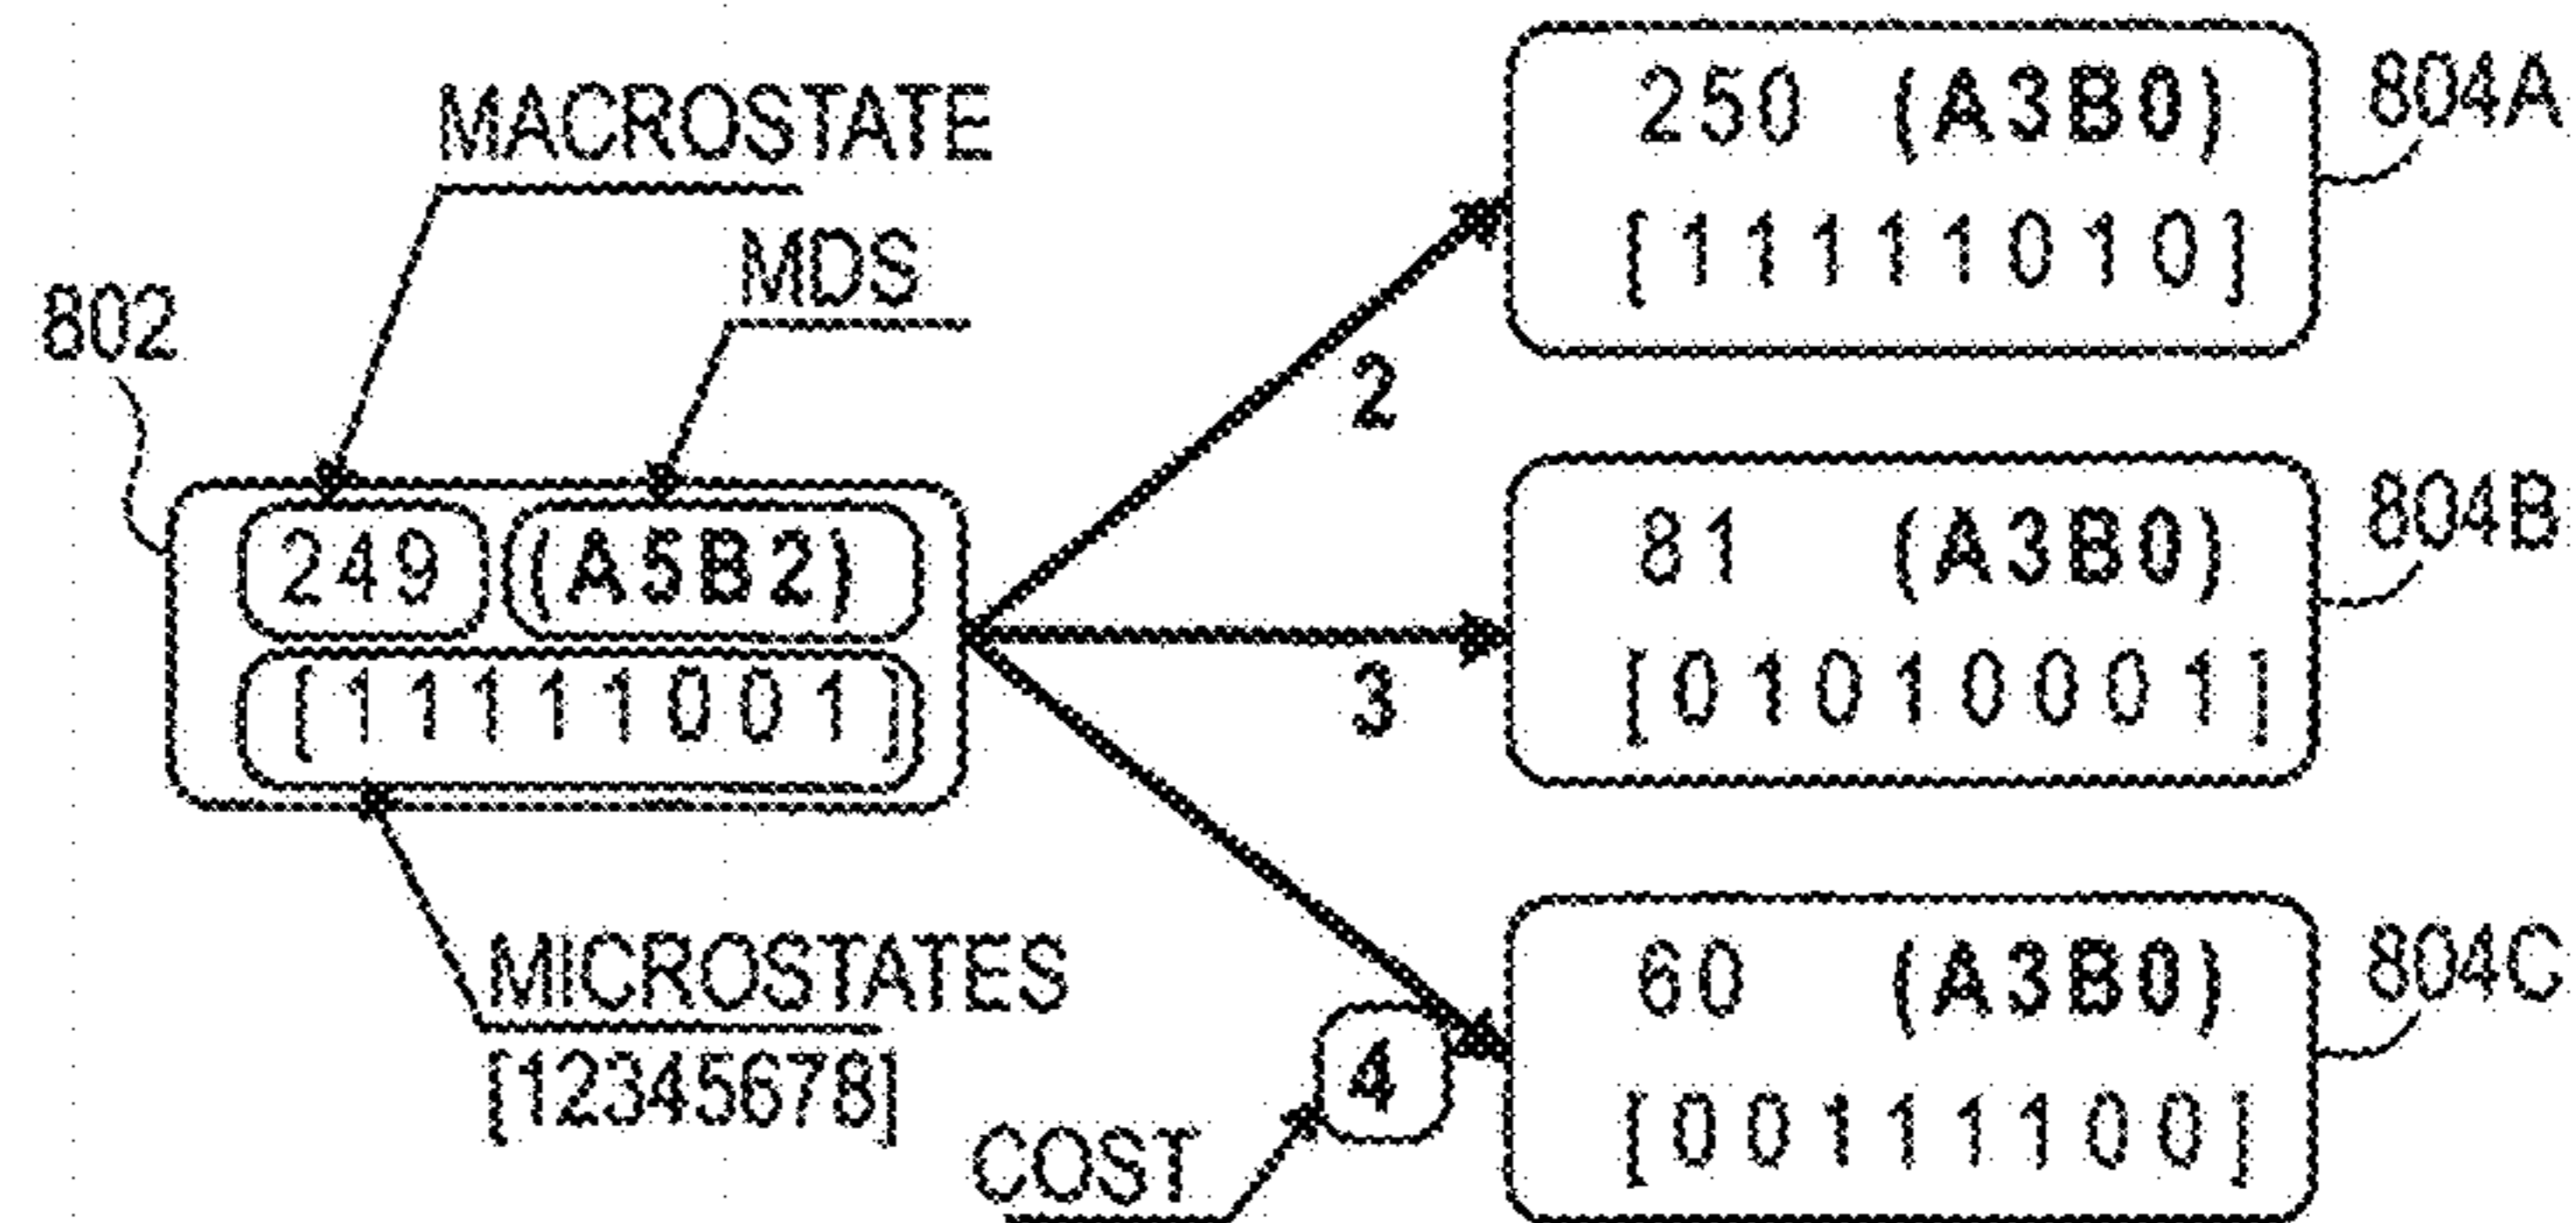 MACROSTATE
MDS
802
249 (A5B2)
[11111001]
MICROSTATES
[12345678]
2
3
4
COST
250 (A3B0)
[11111010]
804A
81 (A3B0)
[01010001]
804B
60 (A3B0)
[00111100]
804C